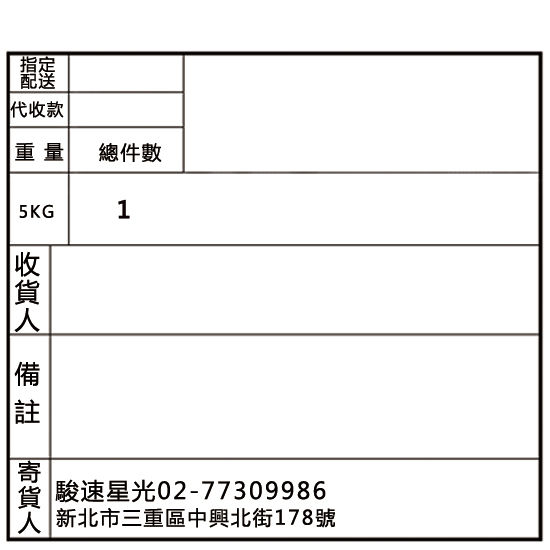 指定
配送
代收款
重 量 總件數
5KG 1
收貨人
備註
寄貨人
駿速星光02-77309986
新北市三重區中興北街178號